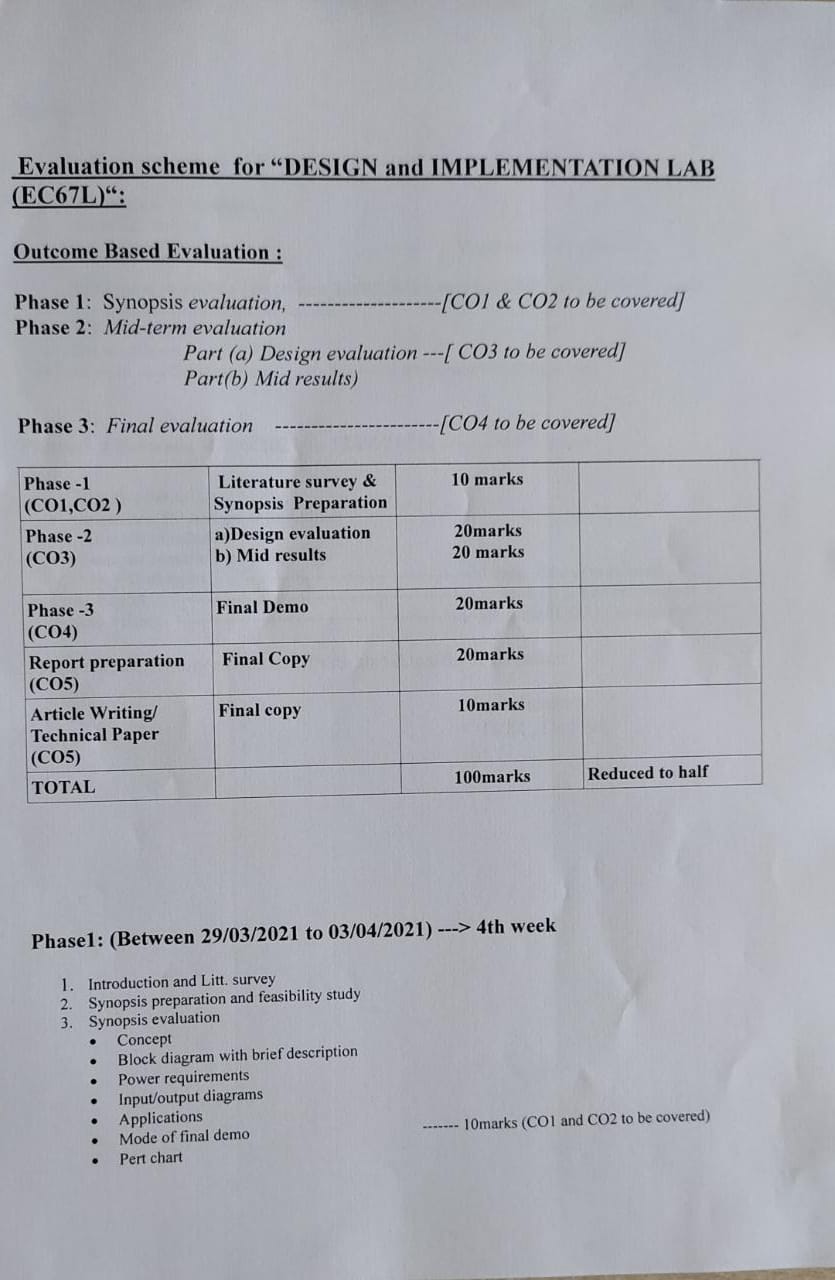 Evaluation scheme for “DESIGN and IMPLEMENTATION LAB
(EC67L)“:
Outcome Based Evaluation :
Phase 1: Synopsis evaluation, --------------------[CO1 & CO2 to be covered]
Phase 2: Mid-term evaluation
Part (a) Design evaluation ---[ CO3 to be covered]
Part(b) Mid results)
Phase 3: Final evaluation -----------------------[CO4 to be covered]
Phase -1 Literature survey & 10 marks
(CO1,CO2 ) Synopsis Preparation
Phase -2 a)Design evaluation 20marks
(CO3) b) Mid results 20 marks
Phase -3 Final Demo 20marks
(CO4)
Report preparation Final Copy 20marks
(CO5)
Article Writing/ Final copy 10marks
Technical Paper
(CO5)
TOTAL 100marks Reduced to half
Phase1: (Between 29/03/2021 to 03/04/2021) ---> 4th week
1. Introduction and Litt. survey
2. Synopsis preparation and feasibility study
3. Synopsis evaluation
• Concept
• Block diagram with brief description
• Power requirements
• Input/output diagrams
• Applications ------- 10marks (CO1 and CO2 to be covered)
• Mode of final demo
• Pert chart